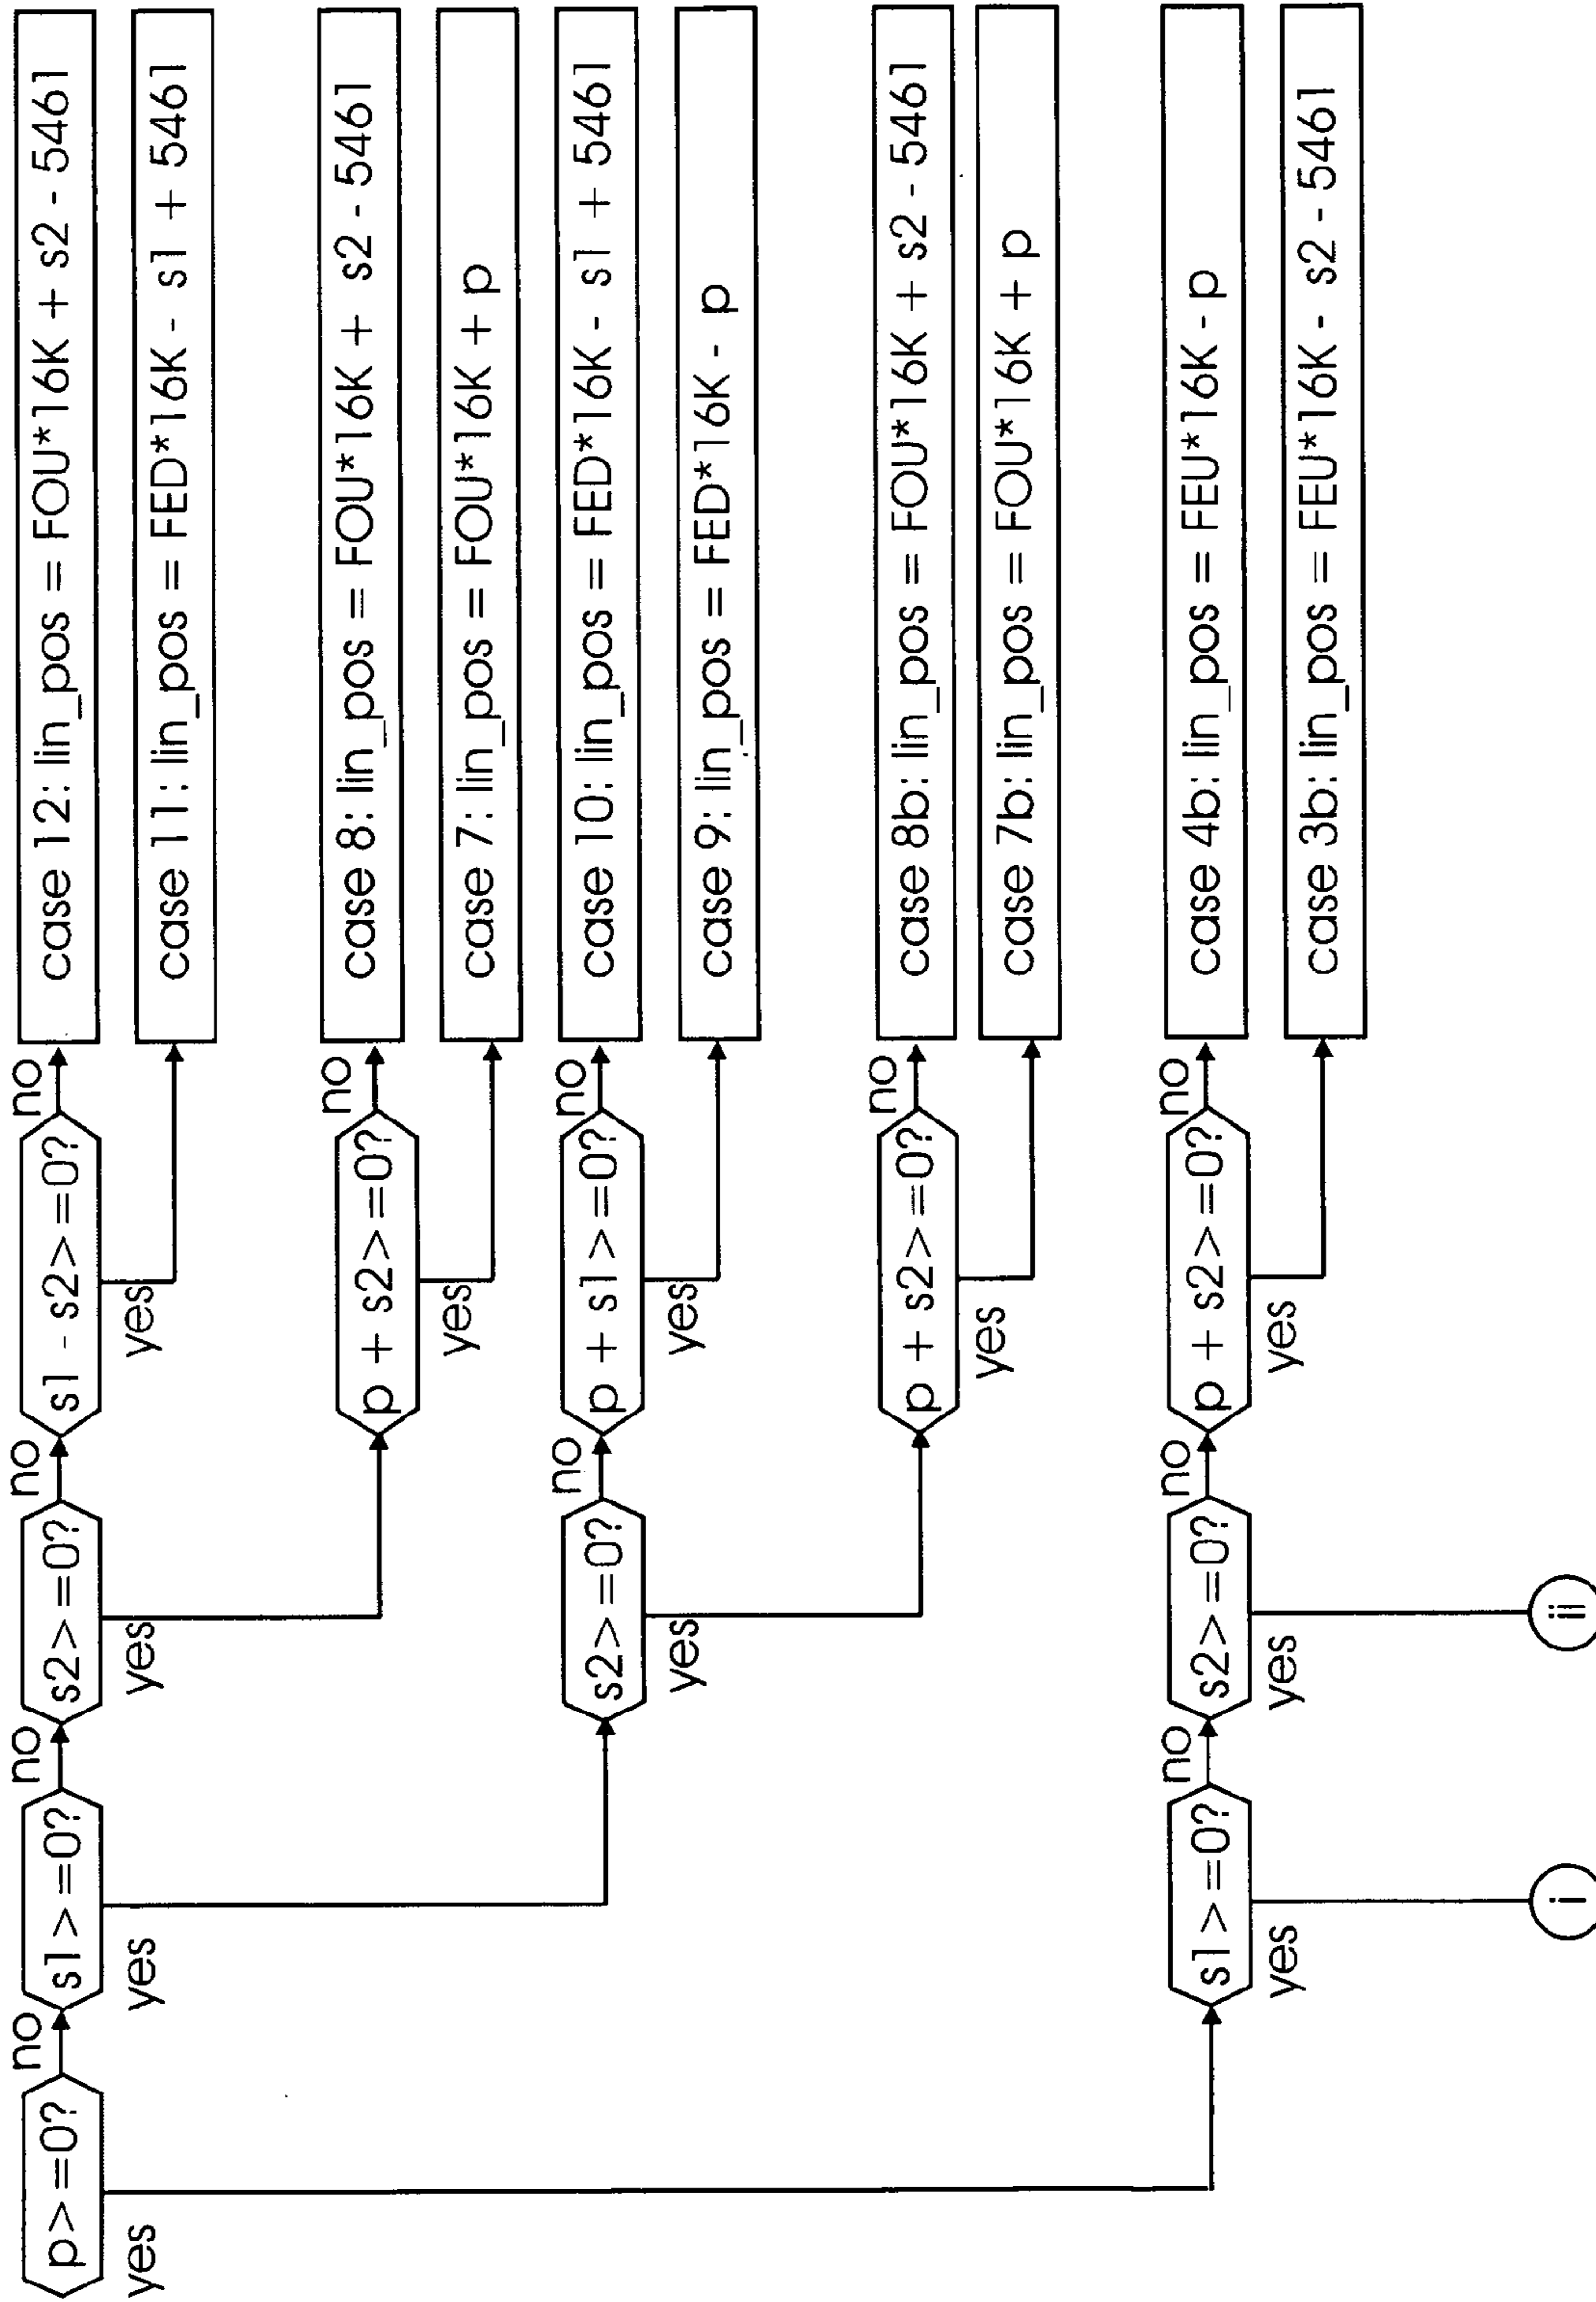 p>=0?
no
s1>=0?
no
s2>=0?
no
s1 - s2>=0?
no
case 12: lin_pos = FOU*16K + s2 - 5461
yes
case 11: lin_pos = FED*16K - s1 + 5461
yes
p + s2>=0?
no
case 8: lin_pos = FOU*16K + s2 - 5461
yes
case 7: lin_pos = FOU*16K + p
yes
s2>=0?
no
p + s1>=0?
no
case 10: lin_pos = FED*16K - s1 + 5461
yes
case 9: lin_pos = FED*16K - p
yes
p + s2>=0?
no
case 8b: lin_pos = FOU*16K + s2 - 5461
yes
case 7b: lin_pos = FOU*16K + p
yes
s1>=0?
no
s2>=0?
no
p + s2>=0?
no
case 4b: lin_pos = FEU*16K - p
yes
case 3b: lin_pos = FEU*16K - s2 - 5461
yes
ii
yes
i